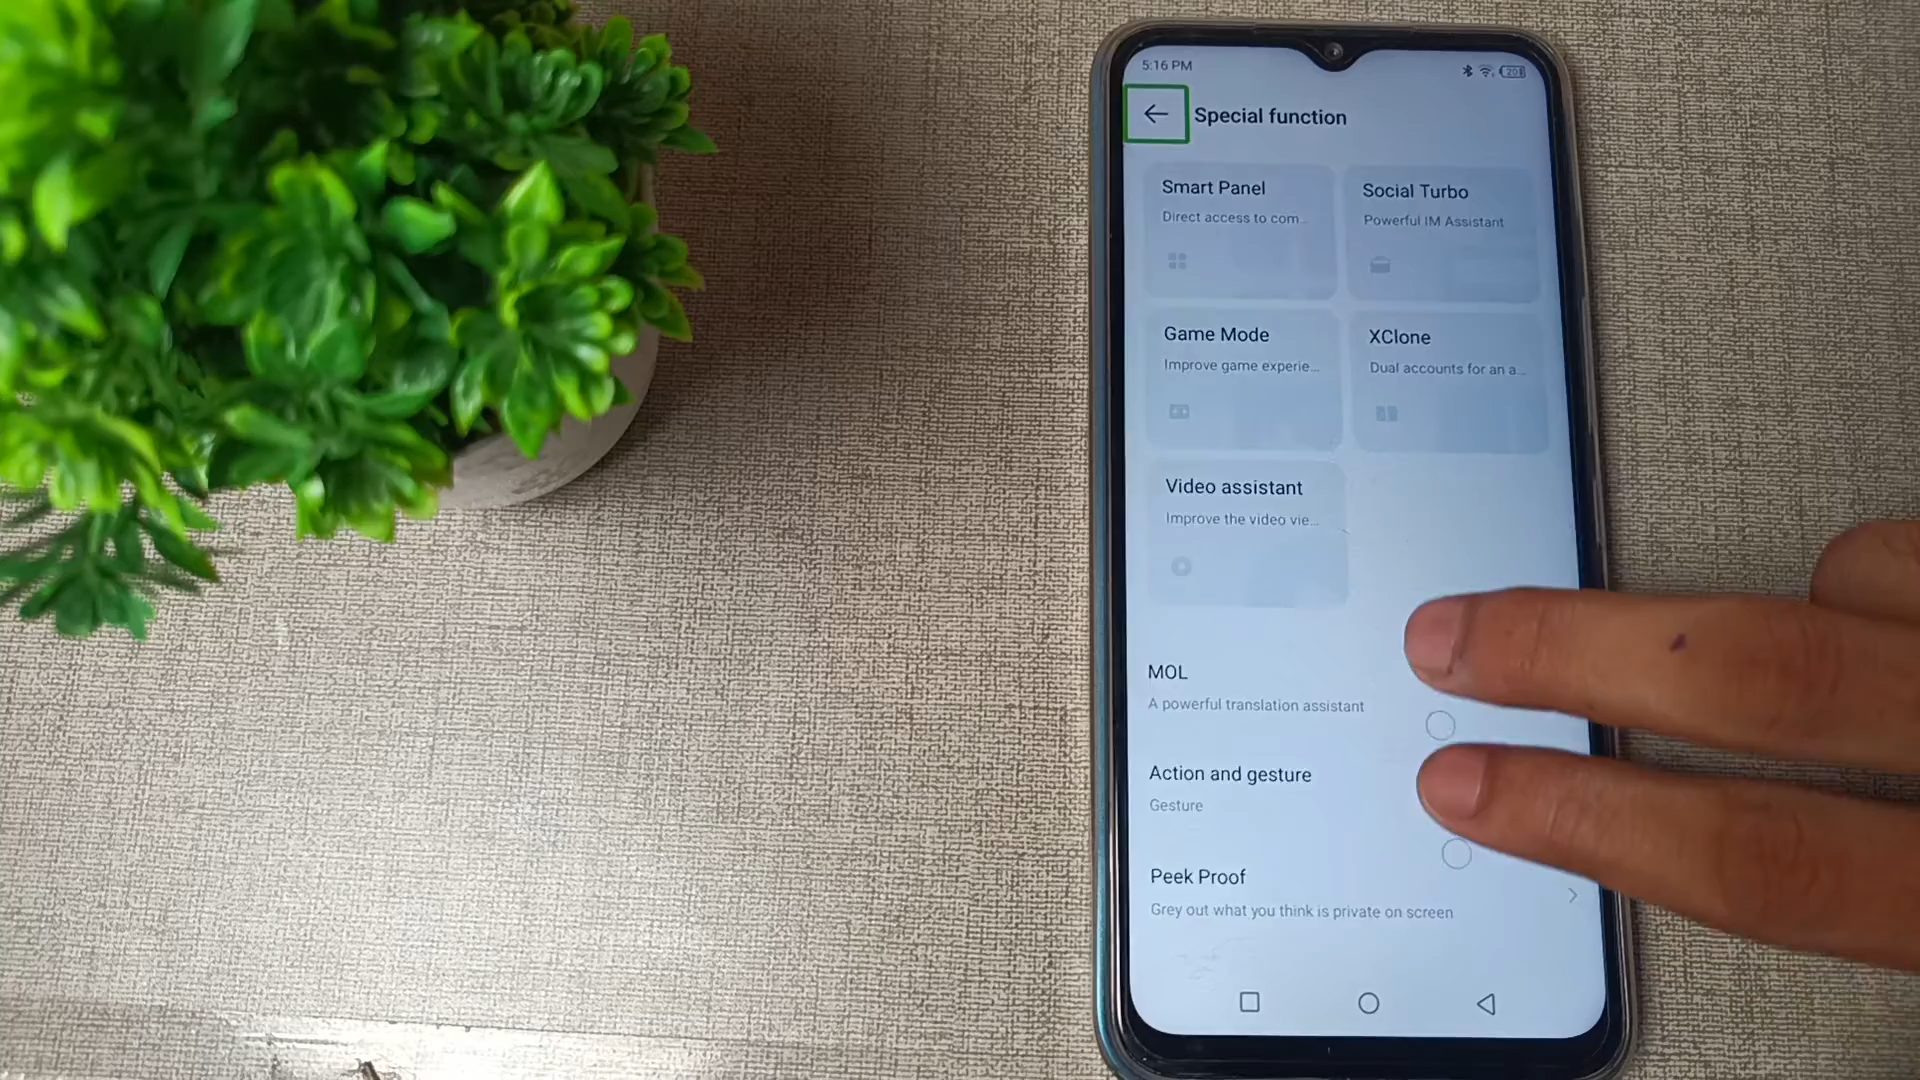 5:16 PM
20
Special function
Smart Panel
Direct access to com...
Social Turbo
Powerful IM Assistant
Game Mode
Improve game experie...
XClone
Dual accounts for an a...
Video assistant
Improve the video vie...
MOL
A powerful translation assistant
Action and gesture
Gesture
Peek Proof
Grey out what you think is private on screen